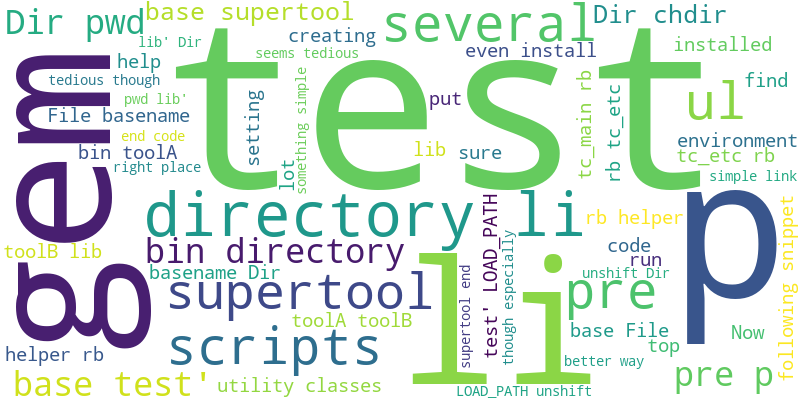 Dir pwd
base supertool
several
Dir chdir
lib' Dir
creating
seems tedious
even install
installed
help
tedious though
test
find
gem
pwd lib'
File basename
setting
something simple
put
tc_main rb
rb tc_etc
ul
end code
bin toolA
right place
lot
lib
sure
environment
tc_etc rb
simple link
directory
li
test' LOAD_PATH
p
rb helper
following snippet
toolB lib
bin directory
basename Dir
supertool
li
supertool end
though especially
code
run
unshift Dir
pre
toolA toolB
scripts
base File
top
Now
better way
helper rb
base test'
utility classes
LOAD_PATH unshift
pre p